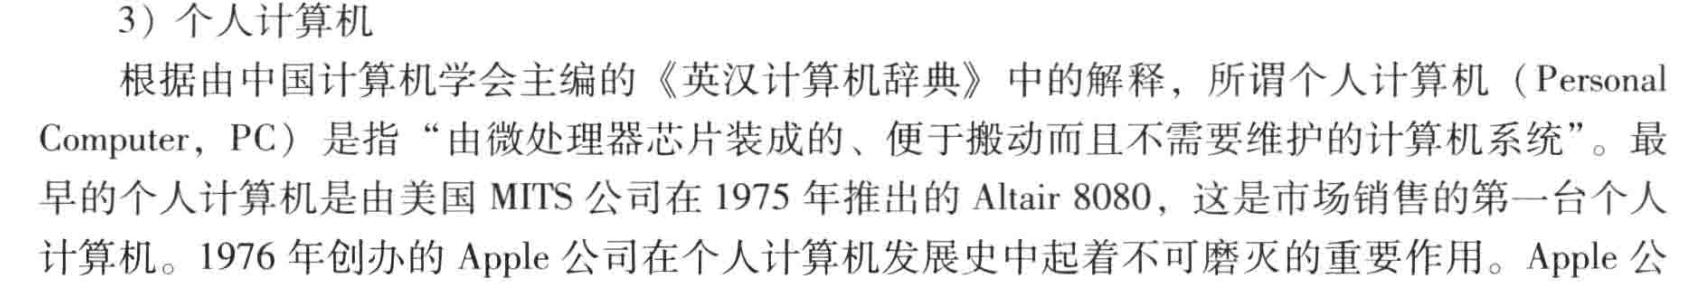 3）个人计算机
根据由中国计算机学会主编的《英汉计算机辞典》中的解释，所谓个人计算机（Personal
Computer，PC）是指“由微处理器芯片装成的、便于搬动而且不需要维护的计算机系统”。最
早的个人计算机是由美国 MITS 公司在 1975 年推出的 Altair 8080，这是市场销售的第一台个人
计算机。1976 年创办的 Apple 公司在个人计算机发展史中起着不可磨灭的重要作用。Apple 公